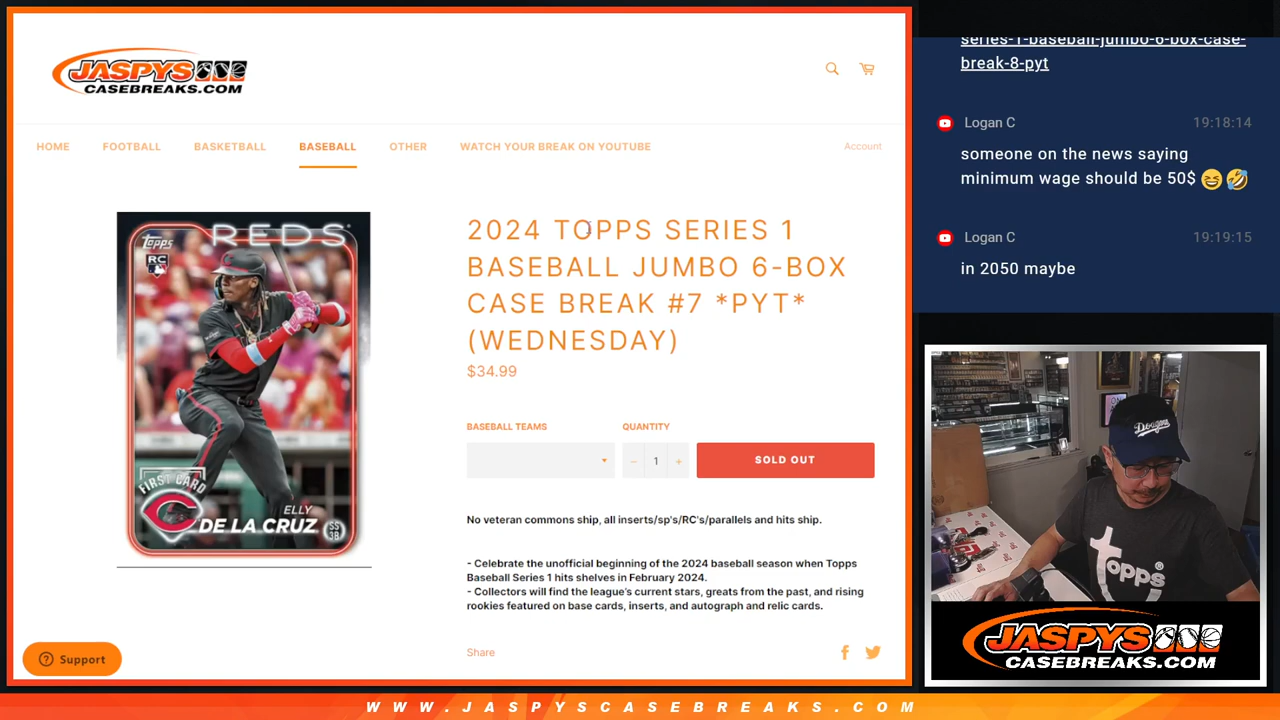 JASPYS
CASEBREAKS.COM
HOME
FOOTBALL
BASKETBALL
BASEBALL
OTHER
WATCH YOUR BREAK ON YOUTUBE
Account
topps
REDS
RC
FIRST CARD
ELLY
DE LA CRUZ
SS
2024 TOPPS SERIES 1
BASEBALL JUMBO 6-BOX
CASE BREAK #7 *PYT*
(WEDNESDAY)
$34.99
BASEBALL TEAMS
QUANTITY
− 1 +
SOLD OUT
No veteran commons ship, all inserts/sp's/RC's/parallels and hits ship.
- Celebrate the unofficial beginning of the 2024 baseball season when Topps
Baseball Series 1 hits shelves in February 2024.
- Collectors will find the league's current stars, greats from the past, and rising
rookies featured on base cards, inserts, and autograph and relic cards.
Share
Support
series-1-baseball-jumbo-6-box-case-
break-8-pyt
Logan C 19:18:14
someone on the news saying
minimum wage should be 50$ 😆🤣
Logan C 19:19:15
in 2050 maybe
Dodgers
topps
JASPYS
CASEBREAKS.COM
WWW.JASPYSCASEBREAKS.COM